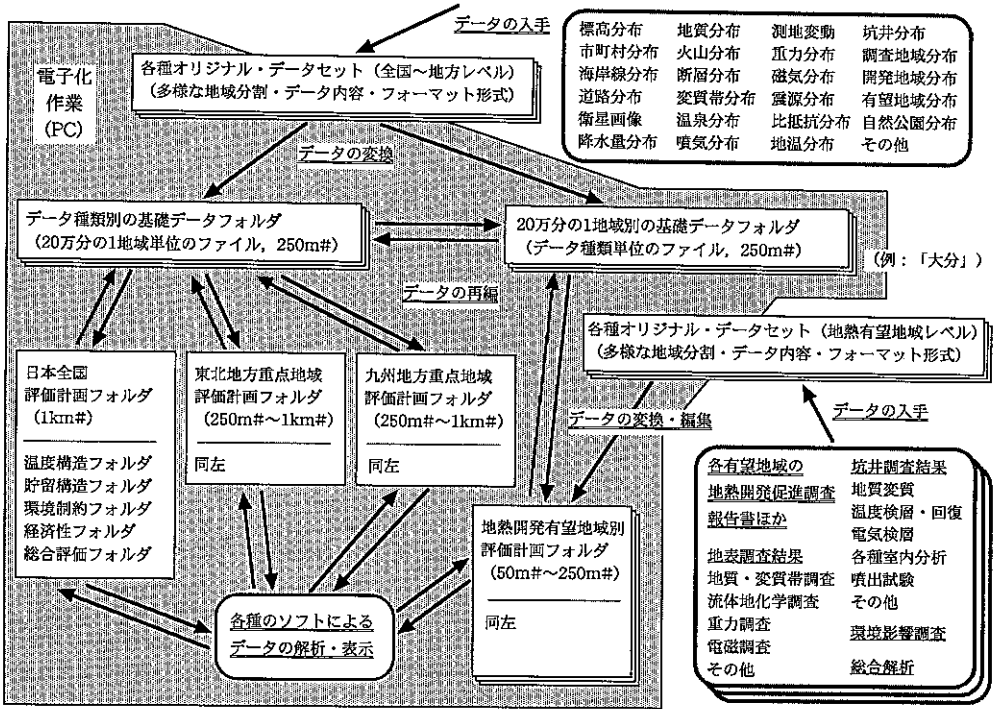 データの入手
標高分布 地質分布 測地変動 坑井分布
市町村分布 火山分布 重力分布 調査地域分布
海岸線分布 断層分布 磁気分布 開発地域分布
道路分布 変質帯分布 震源分布 有望地域分布
衛星画像 温泉分布 比抵抗分布 自然公園分布
降水量分布 噴気分布 地温分布 その他
電子化
作業
(PC)
各種オリジナル・データセット（全国～地方レベル）
（多様な地域分割・データ内容・フォーマット形式）
データの変換
データ種類別の基礎データフォルダ
（20万分の1地域単位のファイル, 250m#）
20万分の1地域別の基礎データフォルダ
（データ種類単位のファイル, 250m#）
（例：「大分」）
データの再編
各種オリジナル・データセット（地熱有望地域レベル）
（多様な地域分割・データ内容・フォーマット形式）
日本全国
評価計画フォルダ
（1km#）
温度構造フォルダ
貯留構造フォルダ
環境制約フォルダ
経済性フォルダ
総合評価フォルダ
東北地方重点地域
評価計画フォルダ
（250m#～1km#）
同左
九州地方重点地域
評価計画フォルダ
（250m#～1km#）
同左
データの変換・編集
データの入手
地熱開発有望地域別
評価計画フォルダ
（50m#～250m#）
同左
各種のソフトによる
データの解析・表示
各有望地域の
地熱開発促進調査
報告書ほか
地表調査結果
地質・変質帯調査
流体地化学調査
重力調査
電磁調査
その他
坑井調査結果
地質変質
温度検層・回復
電気検層
各種室内分析
噴出試験
その他
環境影響調査
総合解析